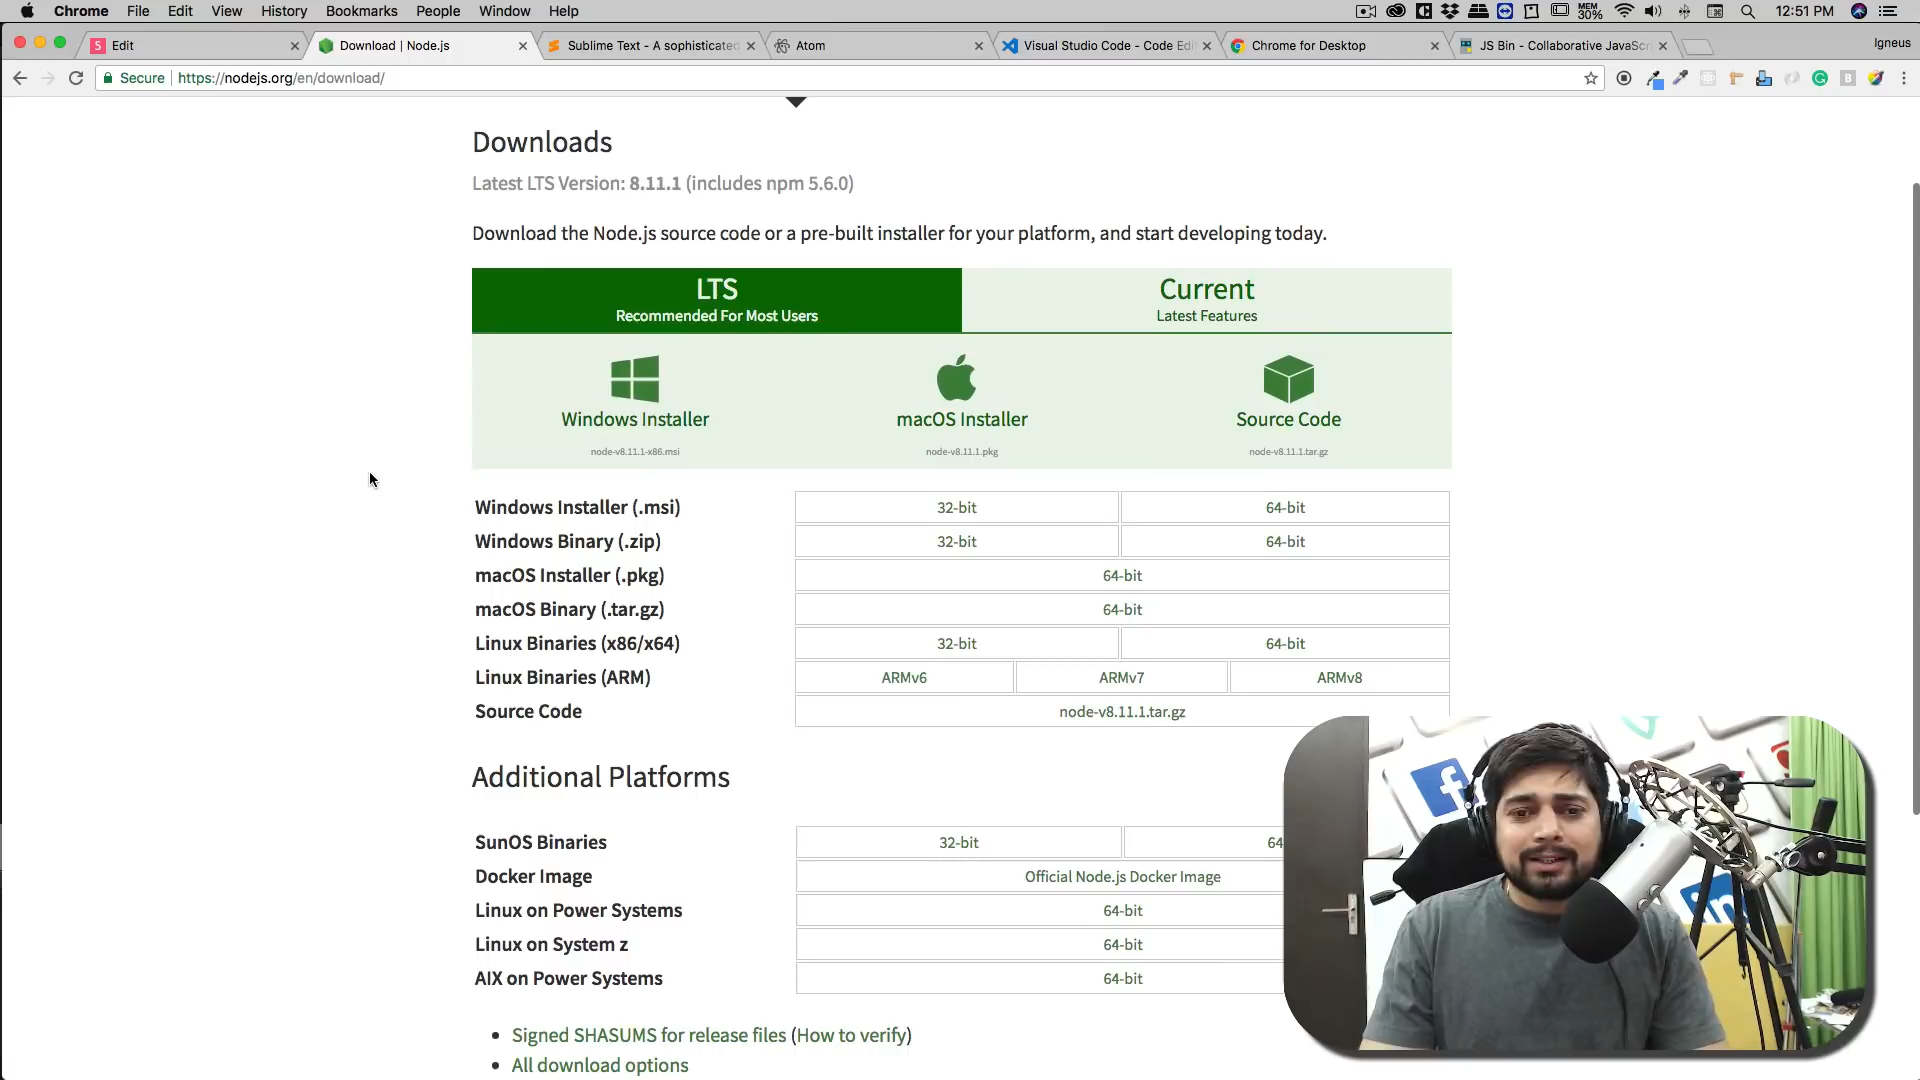 Chrome File Edit View History Bookmarks People Window Help MEM 30% 12:51 PM
S Edit Download | Node.js Sublime Text - A sophisticated Atom Visual Studio Code - Code Edi Chrome for Desktop JS Bin - Collaborative JavaScr Igneus
Secure https://nodejs.org/en/download/
Downloads
Latest LTS Version: 8.11.1 (includes npm 5.6.0)
Download the Node.js source code or a pre-built installer for your platform, and start developing today.
LTS Current
Recommended For Most Users Latest Features
Windows Installer macOS Installer Source Code
node-v8.11.1-x86.msi node-v8.11.1.pkg node-v8.11.1.tar.gz
Windows Installer (.msi) 32-bit 64-bit
Windows Binary (.zip) 32-bit 64-bit
macOS Installer (.pkg) 64-bit
macOS Binary (.tar.gz) 64-bit
Linux Binaries (x86/x64) 32-bit 64-bit
Linux Binaries (ARM) ARMv6 ARMv7 ARMv8
Source Code node-v8.11.1.tar.gz
Additional Platforms
SunOS Binaries 32-bit 64
Docker Image Official Node.js Docker Image
Linux on Power Systems 64-bit
Linux on System z 64-bit
AIX on Power Systems 64-bit
Signed SHASUMS for release files (How to verify)
All download options